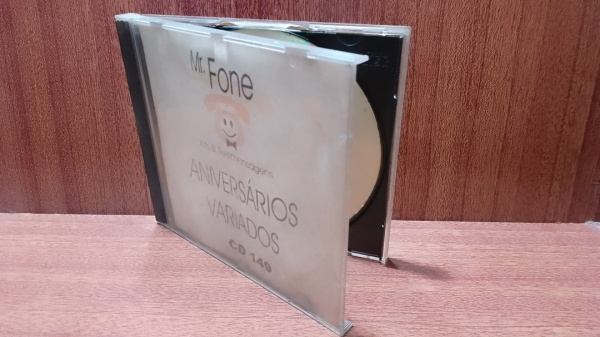 Mr. Fone
ANIVERSÁRIOS
VARIADOS
CD 149